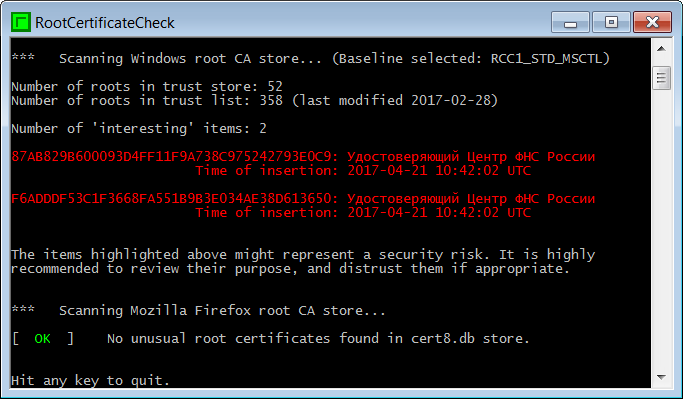 RootCertificateCheck
*** Scanning Windows root CA store... (Baseline selected: RCC1_STD_MSCTL)
Number of roots in trust store: 52
Number of roots in trust list: 358 (last modified 2017-02-28)
Number of 'interesting' items: 2
87AB829B600093D4FF11F9A738C975242793E0C9: Удостоверяющий Центр ФНС России
Time of insertion: 2017-04-21 10:42:02 UTC
F6ADDDF53C1F3668FA551B9B3E034AE38D613650: Удостоверяющий Центр ФНС России
Time of insertion: 2017-04-21 10:42:02 UTC
The items highlighted above might represent a security risk. It is highly
recommended to review their purpose, and distrust them if appropriate.
*** Scanning Mozilla Firefox root CA store...
[ OK ] No unusual root certificates found in cert8.db store.
Hit any key to quit.